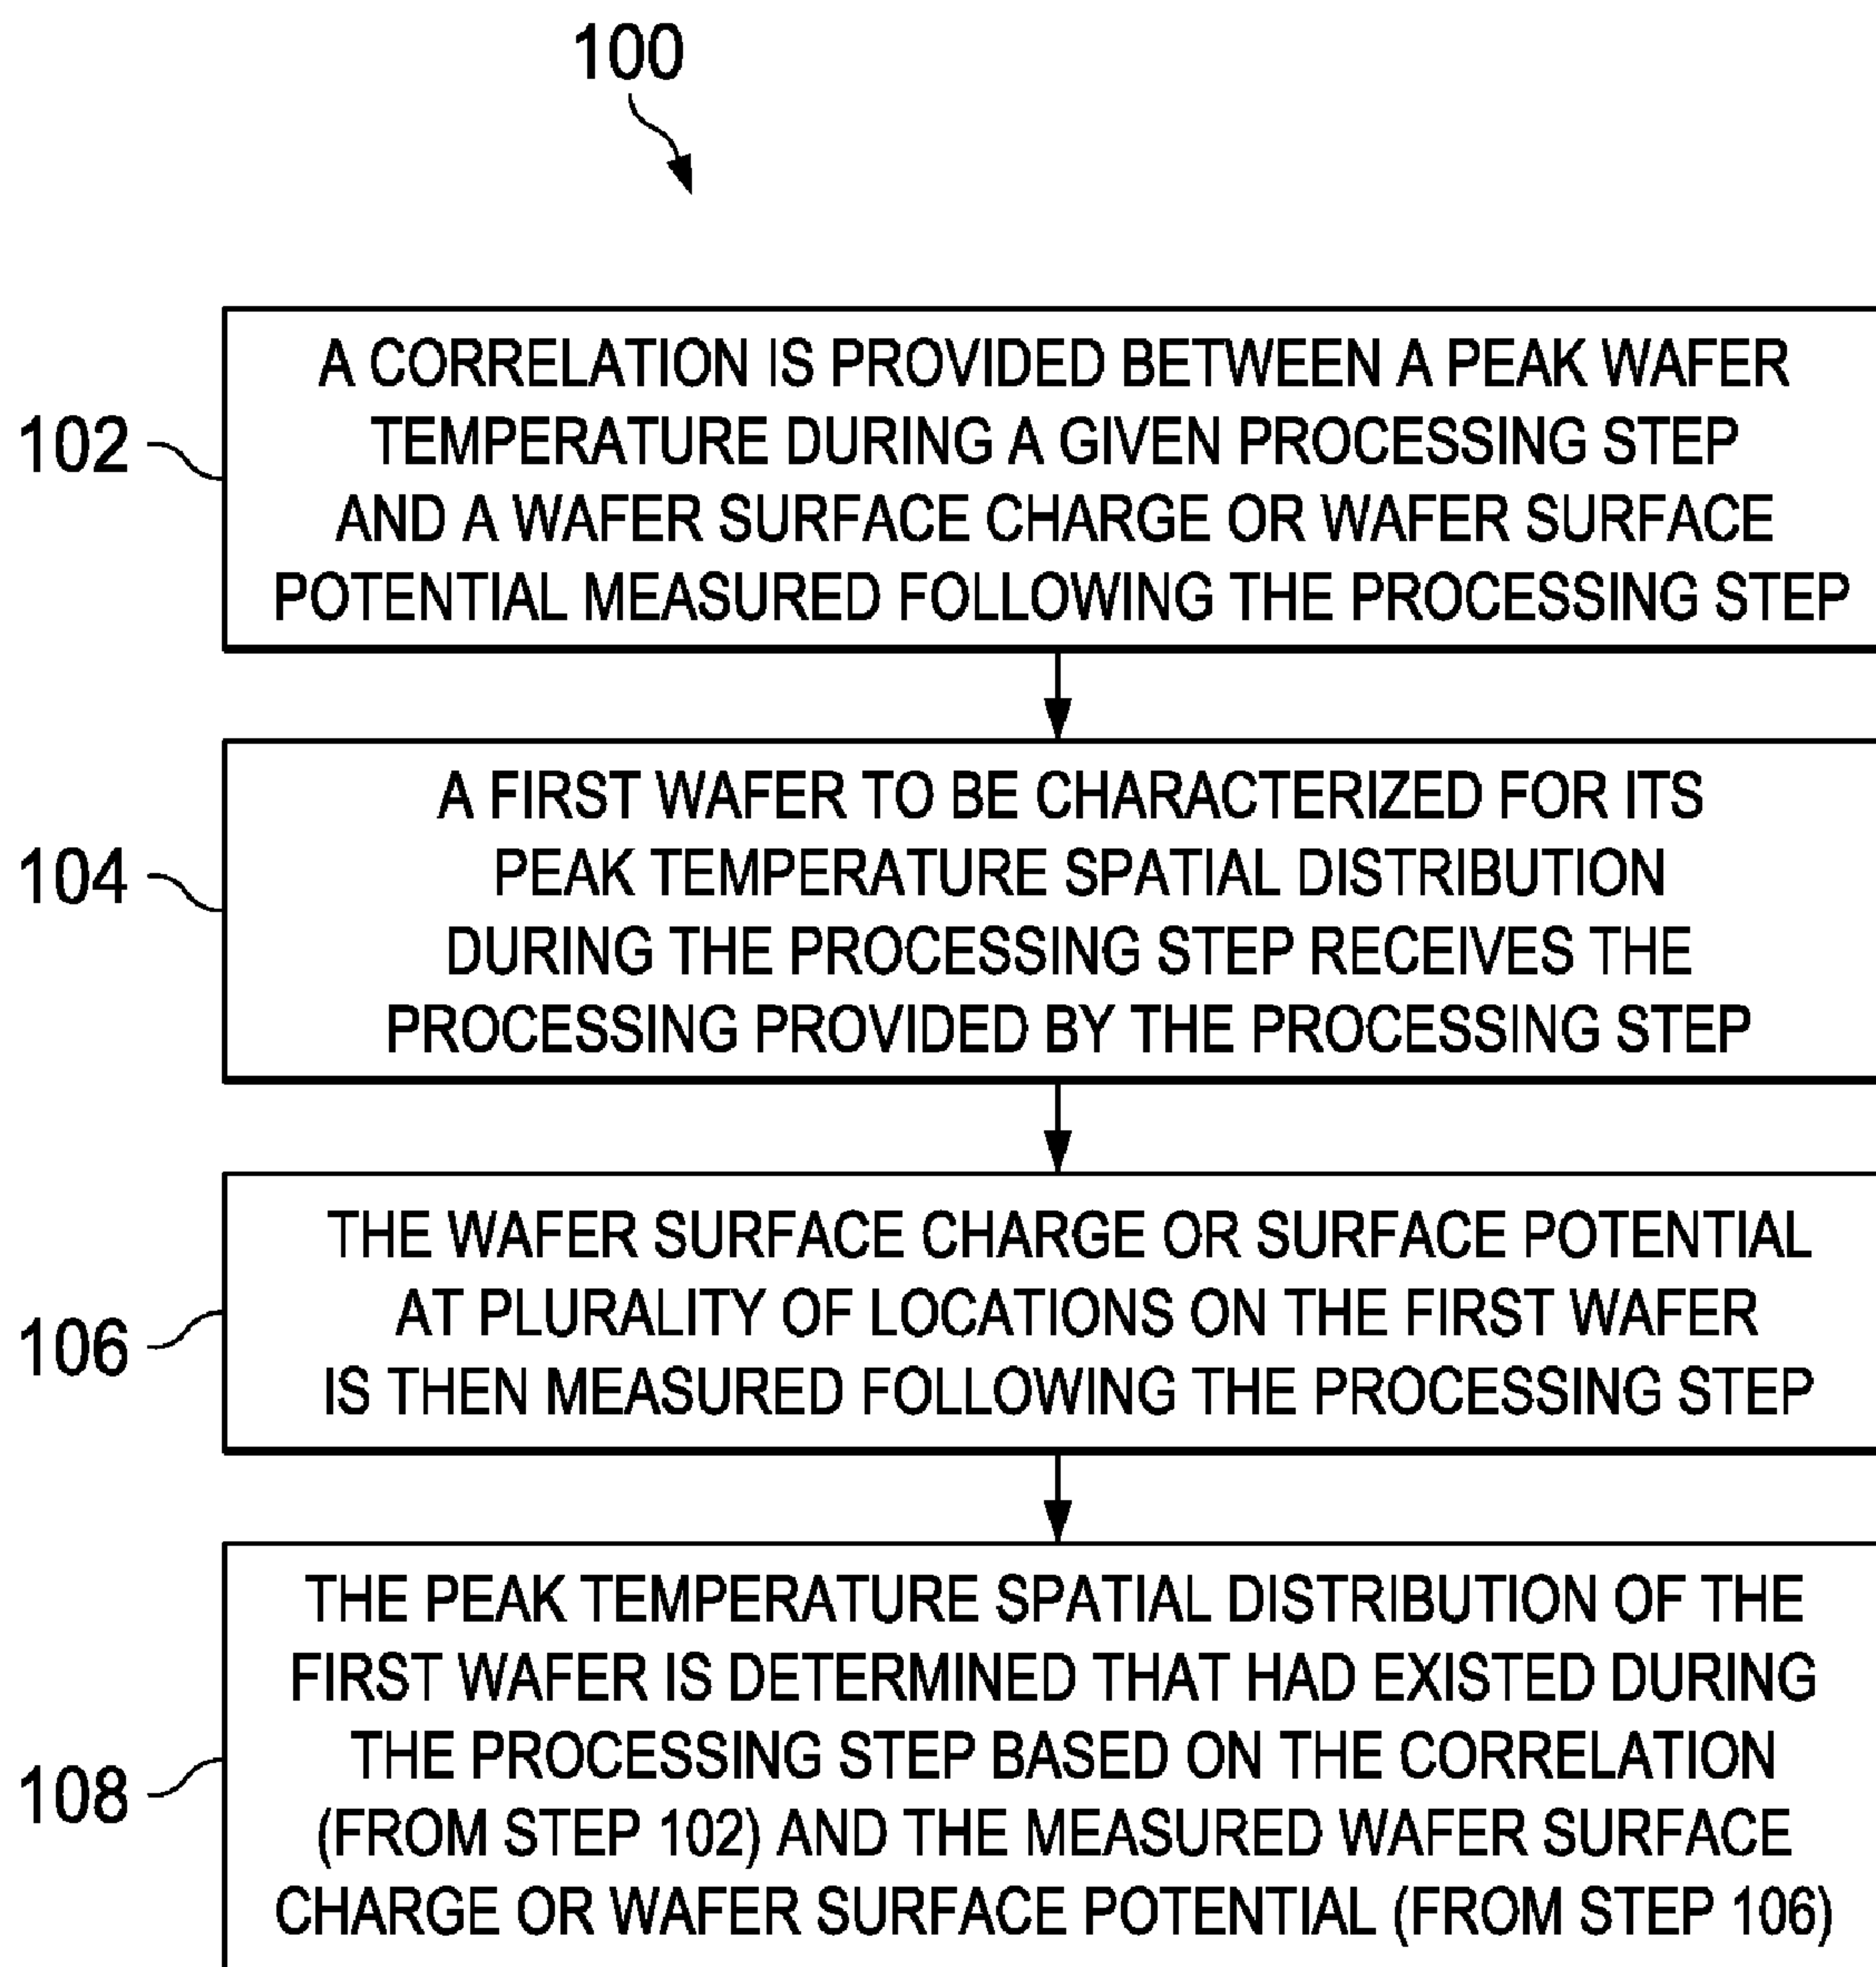 100
102
A CORRELATION IS PROVIDED BETWEEN A PEAK WAFER
TEMPERATURE DURING A GIVEN PROCESSING STEP
AND A WAFER SURFACE CHARGE OR WAFER SURFACE
POTENTIAL MEASURED FOLLOWING THE PROCESSING STEP
104
A FIRST WAFER TO BE CHARACTERIZED FOR ITS
PEAK TEMPERATURE SPATIAL DISTRIBUTION
DURING THE PROCESSING STEP RECEIVES THE
PROCESSING PROVIDED BY THE PROCESSING STEP
106
THE WAFER SURFACE CHARGE OR SURFACE POTENTIAL
AT PLURALITY OF LOCATIONS ON THE FIRST WAFER
IS THEN MEASURED FOLLOWING THE PROCESSING STEP
108
THE PEAK TEMPERATURE SPATIAL DISTRIBUTION OF THE
FIRST WAFER IS DETERMINED THAT HAD EXISTED DURING
THE PROCESSING STEP BASED ON THE CORRELATION
(FROM STEP 102) AND THE MEASURED WAFER SURFACE
CHARGE OR WAFER SURFACE POTENTIAL (FROM STEP 106)